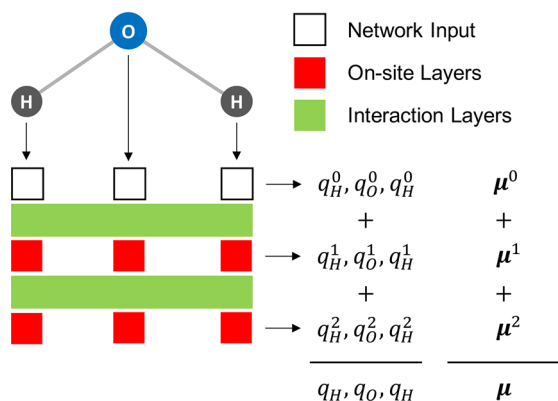 O
H H
Network Input
On-site Layers
Interaction Layers
q_H^0, q_O^0, q_H^0 μ^0
+ +
q_H^1, q_O^1, q_H^1 μ^1
+ +
q_H^2, q_O^2, q_H^2 μ^2
q_H, q_O, q_H μ